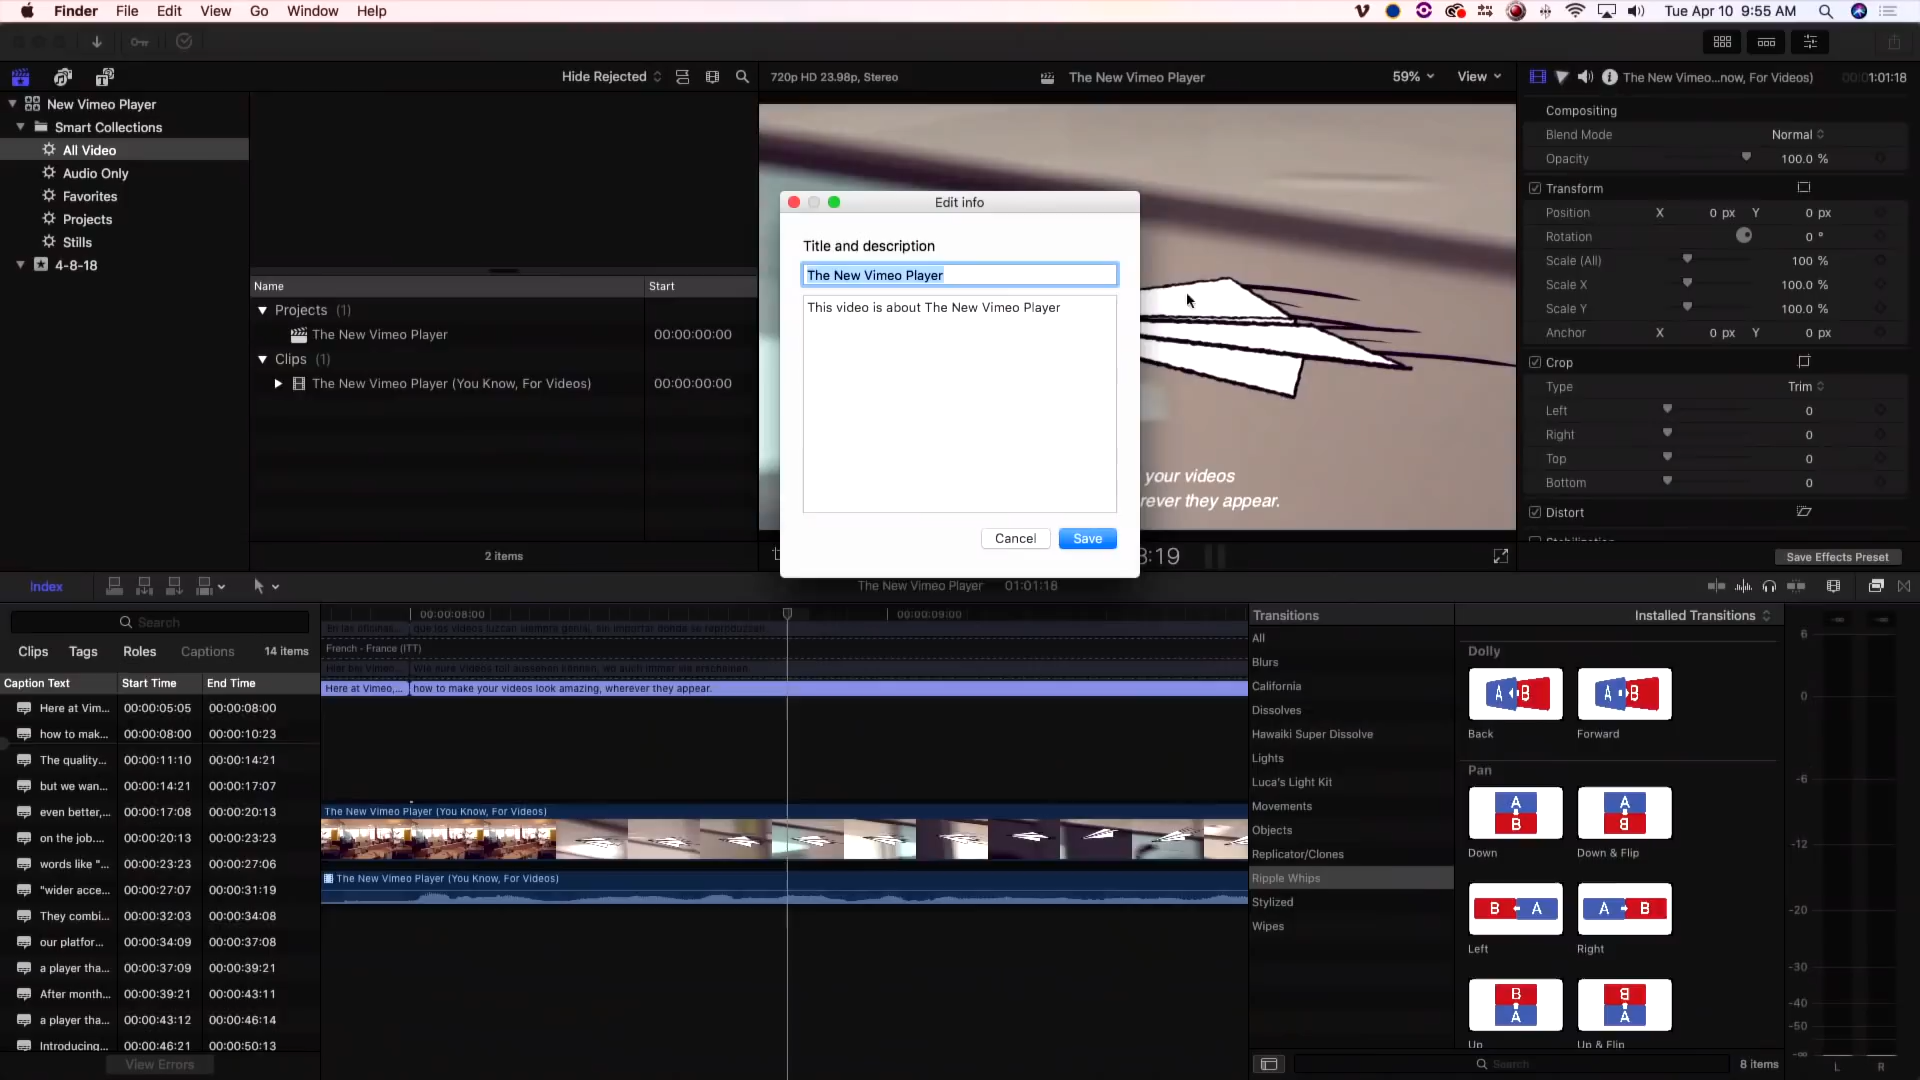 Finder File Edit View Go Window Help
Tue Apr 10 9:55 AM
Hide Rejected
720p HD 23.98p, Stereo
The New Vimeo Player
59%
View
The New Vimeo...now, For Videos)
1:01:18
New Vimeo Player
Smart Collections
All Video
Audio Only
Favorites
Projects
Stills
4-8-18
Name Start
Projects (1)
The New Vimeo Player 00:00:00:00
Clips (1)
The New Vimeo Player (You Know, For Videos) 00:00:00:00
2 items
your videos
ever they appear.
Edit info
Title and description
The New Vimeo Player
This video is about The New Vimeo Player
Cancel Save
8:19
Compositing
Blend Mode Normal
Opacity 100.0 %
Transform
Position X 0 px Y 0 px
Rotation 0 °
Scale (All) 100 %
Scale X 100.0 %
Scale Y 100.0 %
Anchor X 0 px Y 0 px
Crop
Type Trim
Left 0
Right 0
Top 0
Bottom 0
Distort
Save Effects Preset
Index
The New Vimeo Player 01:01:18
Search
Clips Tags Roles Captions 14 items
Caption Text Start Time End Time
Here at Vim... 00:00:05:05 00:00:08:00
how to mak... 00:00:08:00 00:00:10:23
The quality... 00:00:11:10 00:00:14:21
but we wan... 00:00:14:21 00:00:17:07
even better,... 00:00:17:08 00:00:20:13
on the job.... 00:00:20:13 00:00:23:23
words like "... 00:00:23:23 00:00:27:06
"wider acce... 00:00:27:07 00:00:31:19
They combi... 00:00:32:03 00:00:34:08
our platfor... 00:00:34:09 00:00:37:08
a player tha... 00:00:37:09 00:00:39:21
After month... 00:00:39:21 00:00:43:11
a player tha... 00:00:43:12 00:00:46:14
Introducing... 00:00:46:21 00:00:50:13
View Errors
00:00:08:00 00:00:09:00
French - France (ITT)
Here at Vimeo,... how to make your videos look amazing, wherever they appear.
The New Vimeo Player (You Know, For Videos)
The New Vimeo Player (You Know, For Videos)
Transitions
All
Blurs
California
Dissolves
Hawaiki Super Dissolve
Lights
Luca's Light Kit
Movements
Objects
Replicator/Clones
Ripple Whips
Stylized
Wipes
Installed Transitions
Dolly
A B A B
Back Forward
Pan
A A
B B
Down Down & Flip
B A A B
Left Right
B B
A A
Up Up & Flip
Search
8 items
6
0
-6
-12
-20
-30
-40
-50
-∞
L R